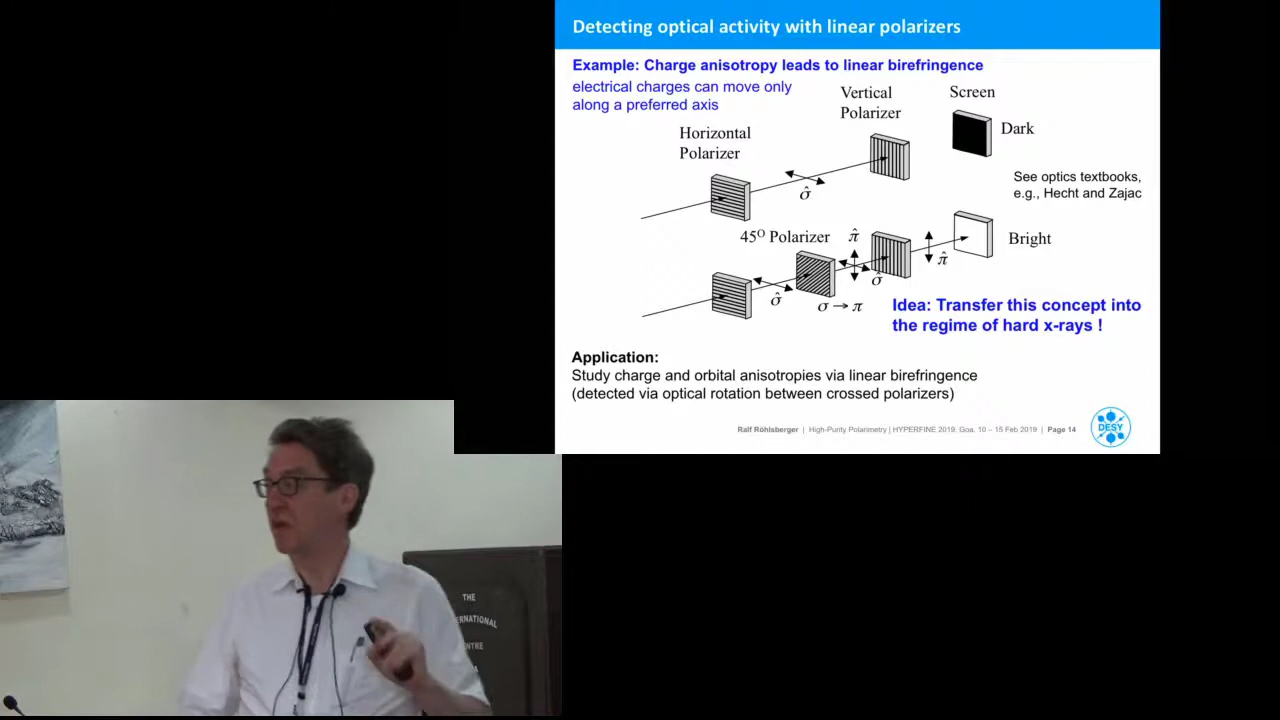 Detecting optical activity with linear polarizers
Example: Charge anisotropy leads to linear birefringence
electrical charges can move only
along a preferred axis
Vertical
Polarizer
Screen
Dark
Horizontal
Polarizer
σ̂
See optics textbooks,
e.g., Hecht and Zajac
45O Polarizer
π̂
Bright
σ̂
σ̂
π̂
σ → π
Idea: Transfer this concept into
the regime of hard x-rays !
Application:
Study charge and orbital anisotropies via linear birefringence
(detected via optical rotation between crossed polarizers)
Ralf Röhlsberger | High-Purity Polarimetry | HYPERFINE 2019. Goa. 10 – 15 Feb 2019 | Page 14
DESY
THE